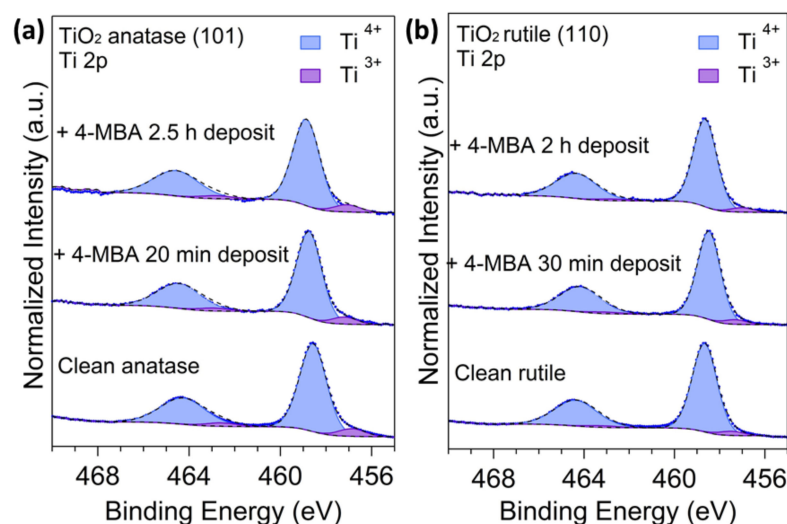 (a)
TiO₂ anatase (101)
Ti 2p
Ti 4+
Ti 3+
+ 4-MBA 2.5 h deposit
+ 4-MBA 20 min deposit
Clean anatase
Normalized Intensity (a.u.)
468 464 460 456
Binding Energy (eV)
(b)
TiO₂ rutile (110)
Ti 2p
Ti 4+
Ti 3+
+ 4-MBA 2 h deposit
+ 4-MBA 30 min deposit
Clean rutile
Normalized Intensity (a.u.)
468 464 460 456
Binding Energy (eV)